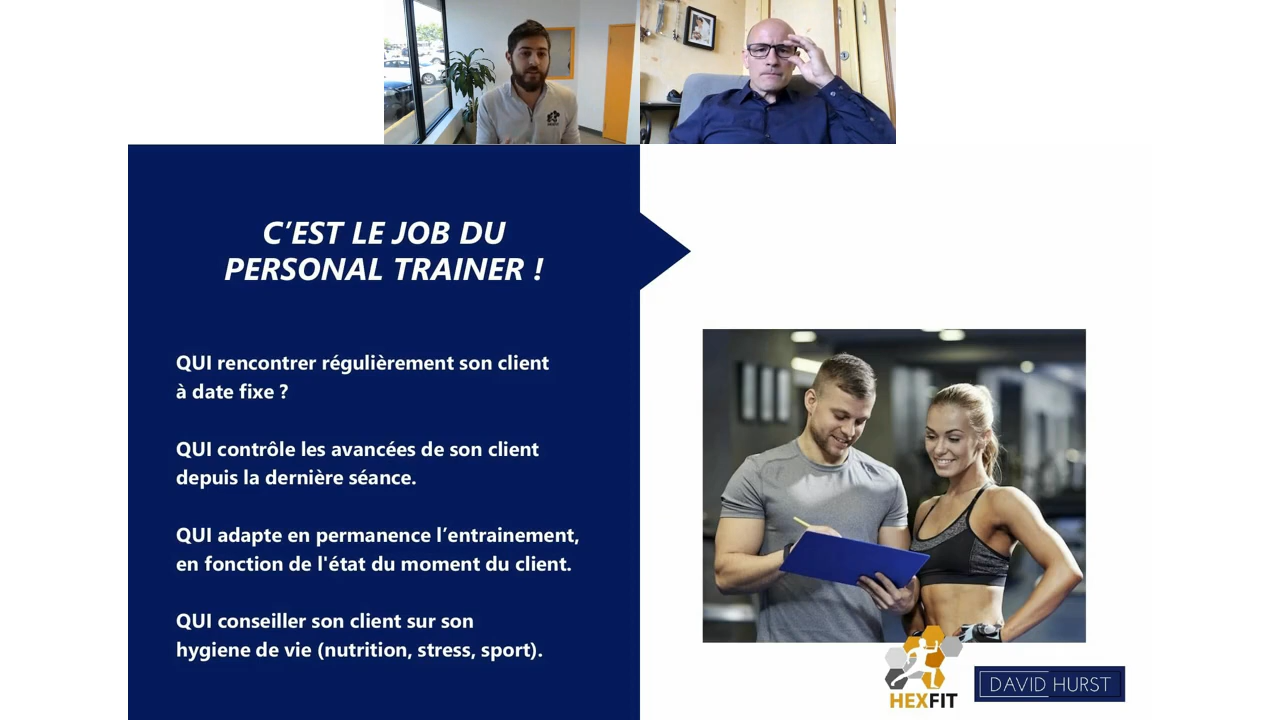 C’EST LE JOB DU
PERSONAL TRAINER !
QUI rencontrer régulièrement son client
à date fixe ?
QUI contrôle les avancées de son client
depuis la dernière séance.
QUI adapte en permanence l’entrainement,
en fonction de l'état du moment du client.
QUI conseiller son client sur son
hygiene de vie (nutrition, stress, sport).
HEXFIT
DAVID HURST